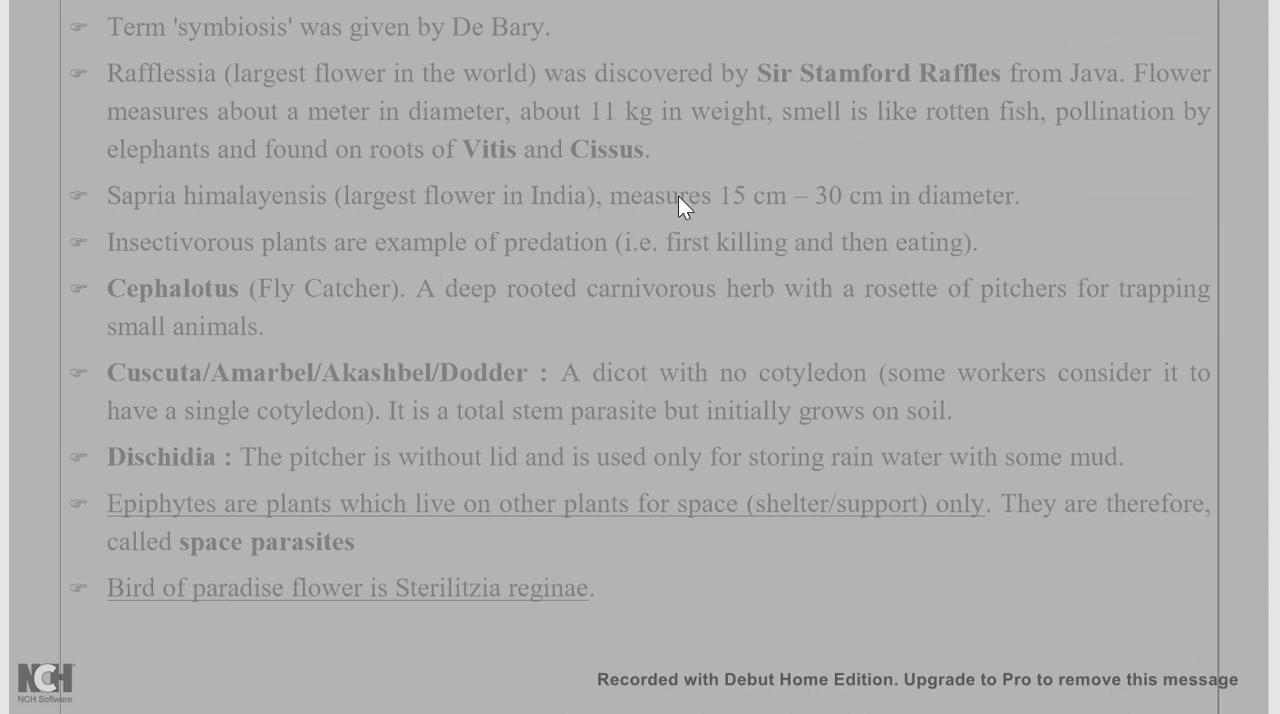 Term 'symbiosis' was given by De Bary.
Rafflessia (largest flower in the world) was discovered by Sir Stamford Raffles from Java. Flower
measures about a meter in diameter, about 11 kg in weight, smell is like rotten fish, pollination by
elephants and found on roots of Vitis and Cissus.
Sapria himalayensis (largest flower in India), measures 15 cm – 30 cm in diameter.
Insectivorous plants are example of predation (i.e. first killing and then eating).
Cephalotus (Fly Catcher). A deep rooted carnivorous herb with a rosette of pitchers for trapping
small animals.
Cuscuta/Amarbel/Akashbel/Dodder : A dicot with no cotyledon (some workers consider it to
have a single cotyledon). It is a total stem parasite but initially grows on soil.
Dischidia : The pitcher is without lid and is used only for storing rain water with some mud.
Epiphytes are plants which live on other plants for space (shelter/support) only. They are therefore,
called space parasites
Bird of paradise flower is Sterilitzia reginae.
NCH
NCH Software
Recorded with Debut Home Edition. Upgrade to Pro to remove this message